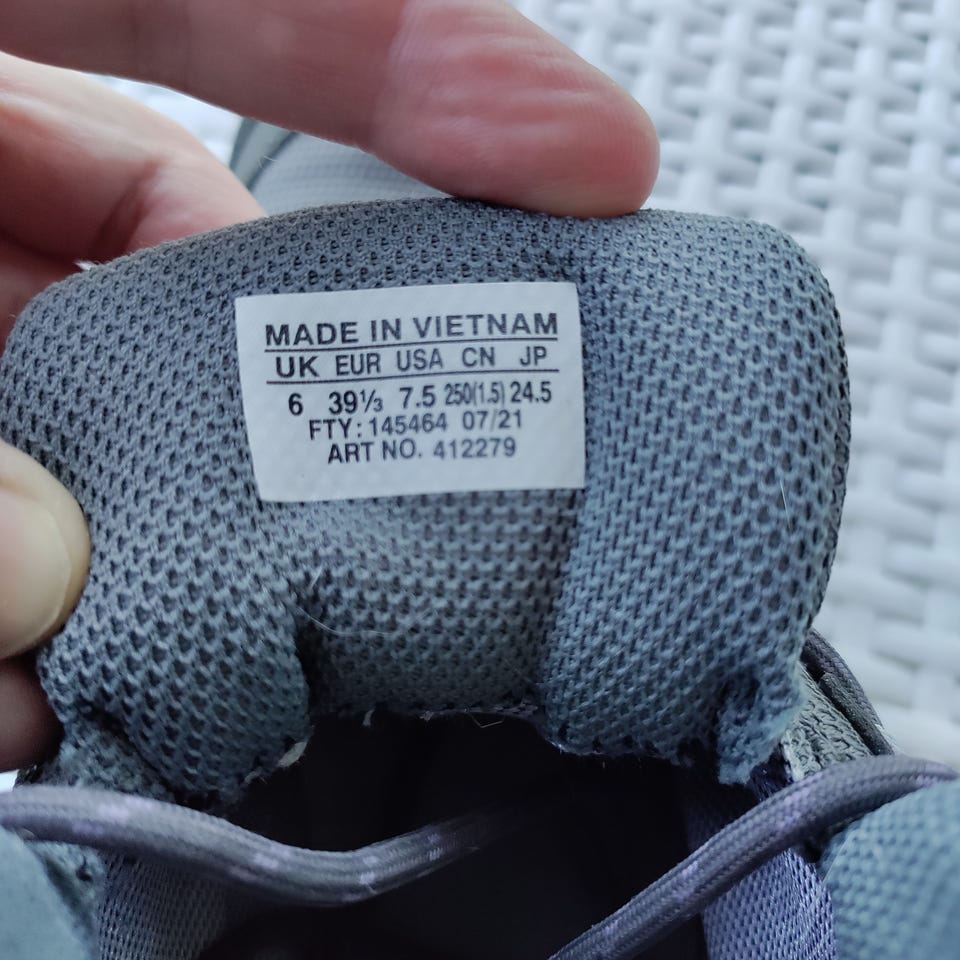 MADE IN VIETNAM
UK EUR USA CN JP
6 39⅓ 7.5 250(1.5) 24.5
FTY: 145464 07/21
ART NO. 412279